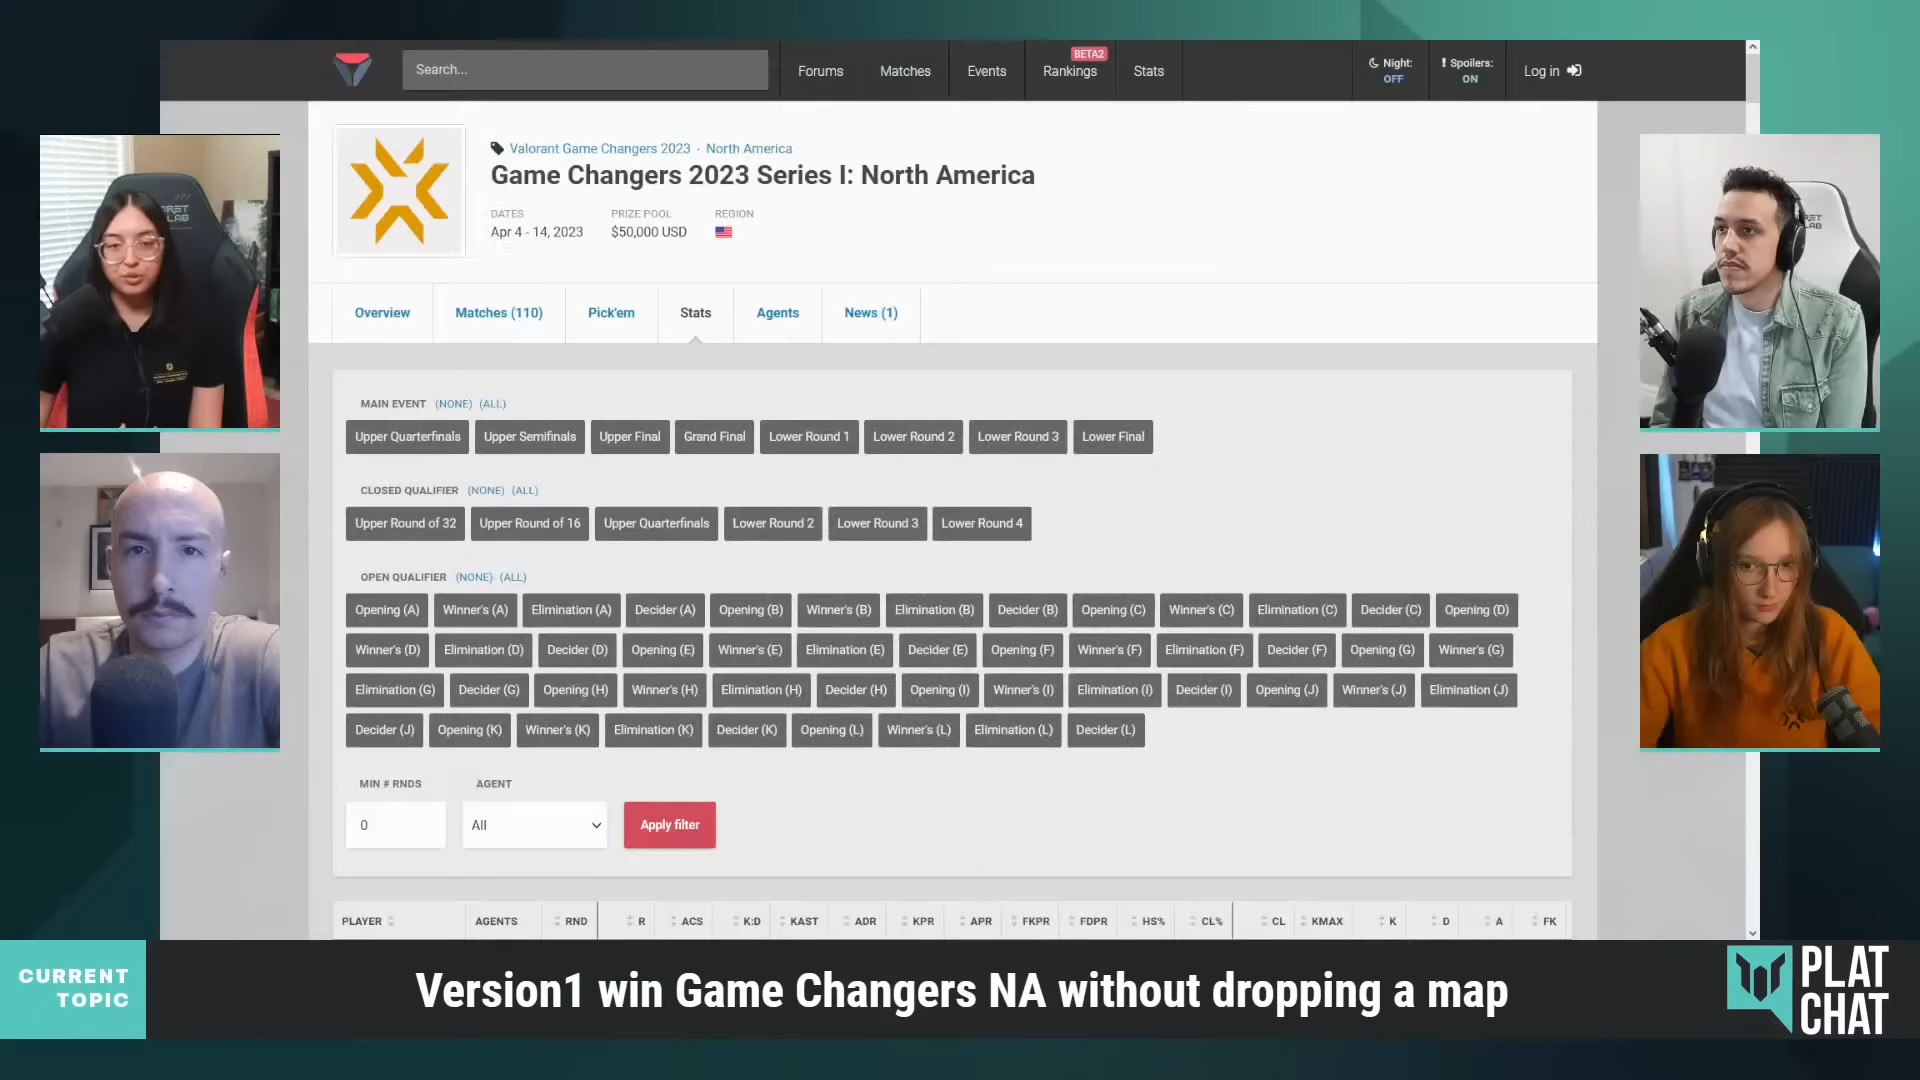 Search...
Forums
Matches
Events
BETA2
Rankings
Stats
Night:
OFF
! Spoilers:
ON
Log in
Valorant Game Changers 2023 · North America
Game Changers 2023 Series I: North America
DATES
PRIZE POOL
REGION
Apr 4 - 14, 2023
$50,000 USD
Overview
Matches (110)
Pick'em
Stats
Agents
News (1)
MAIN EVENT (NONE) (ALL)
Upper Quarterfinals Upper Semifinals Upper Final Grand Final Lower Round 1 Lower Round 2 Lower Round 3 Lower Final
CLOSED QUALIFIER (NONE) (ALL)
Upper Round of 32 Upper Round of 16 Upper Quarterfinals Lower Round 2 Lower Round 3 Lower Round 4
OPEN QUALIFIER (NONE) (ALL)
Opening (A) Winner's (A) Elimination (A) Decider (A) Opening (B) Winner's (B) Elimination (B) Decider (B) Opening (C) Winner's (C) Elimination (C) Decider (C) Opening (D)
Winner's (D) Elimination (D) Decider (D) Opening (E) Winner's (E) Elimination (E) Decider (E) Opening (F) Winner's (F) Elimination (F) Decider (F) Opening (G) Winner's (G)
Elimination (G) Decider (G) Opening (H) Winner's (H) Elimination (H) Decider (H) Opening (I) Winner's (I) Elimination (I) Decider (I) Opening (J) Winner's (J) Elimination (J)
Decider (J) Opening (K) Winner's (K) Elimination (K) Decider (K) Opening (L) Winner's (L) Elimination (L) Decider (L)
MIN # RNDS
AGENT
0
All
Apply filter
PLAYER AGENTS RND R ACS K:D KAST ADR KPR APR FKPR FDPR HS% CL% CL KMAX K D A FK
CURRENT
TOPIC
Version1 win Game Changers NA without dropping a map
PLAT
CHAT